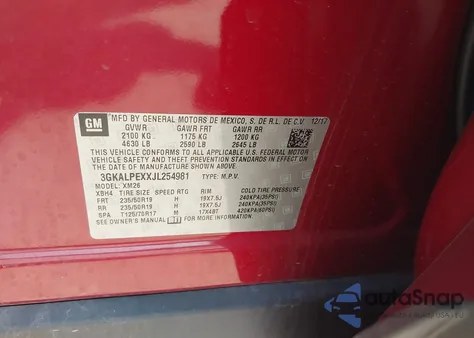 GM
MFD BY GENERAL MOTORS DE MEXICO, S. DE R.L. DE C.V. 12/17
GVWR GAWR FRT GAWR RR
2100 KG 1175 KG 1200 KG
4630 LB 2590 LB 2645 LB
THIS VEHICLE CONFORMS TO ALL APPLICABLE U.S. FEDERAL MOTOR
VEHICLE SAFETY, BUMPER, AND THEFT PREVENTION STANDARDS
IN EFFECT ON THE DATE OF MANUFACTURE SHOWN ABOVE.
3GKALPEXXJL254981 TYPE: M.P.V.
MODEL: XM26
XBH4 TIRE SIZE SPEED RTG RIM COLD TIRE PRESSURE
FRT 235/50R19 H 19X7.5J 240KPA(35PSI)
RR 235/50R19 H 19X7.5J 240KPA(35PSI)
SPA T125/70R17 M 17X4BT 420KPA(60PSI)
SEE OWNER'S MANUAL FOR MORE INFORMATION.
autoSnap